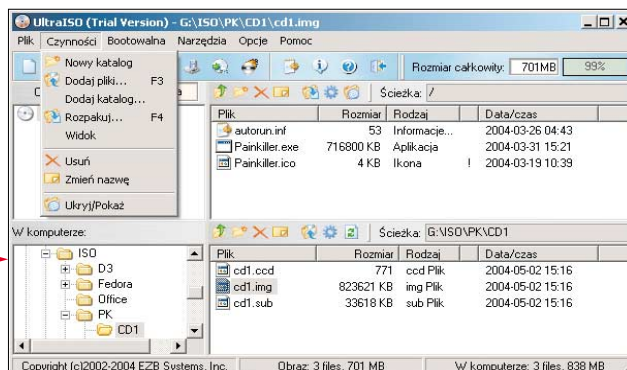 UltraISO (Trial Version) - G:\ISO\PK\CD1\cd1.img
Plik Czynności Bootowalna Narzędzia Opcje Pomoc
Rozmiar całkowity: 701MB 99%
Nowy katalog
Dodaj pliki... F3
Dodaj katalog...
Rozpakuj... F4
Widok
Usuń
Zmień nazwę
Ukryj/Pokaż
Ścieżka: /
Plik Rozmiar Rodzaj Data/czas
autorun.inf 53 Informacje... 2004-03-26 04:43
Painkiller.exe 716800 KB Aplikacja 2004-03-31 15:21
Painkiller.ico 4 KB Ikona ! 2004-03-19 10:39
W komputerze:
Ścieżka: G:\ISO\PK\CD1
ISO
D3
Fedora
Office
PK
CD1
Plik Rozmiar Rodzaj Data/czas
cd1.ccd 771 ccd Plik 2004-05-02 15:16
cd1.img 823621 KB img Plik 2004-05-02 15:16
cd1.sub 33618 KB sub Plik 2004-05-02 15:16
Copyright (c)2002-2004 EZB Systems, Inc. Obraz: 3 files, 701 MB W komputerze: 3 files, 838 MB